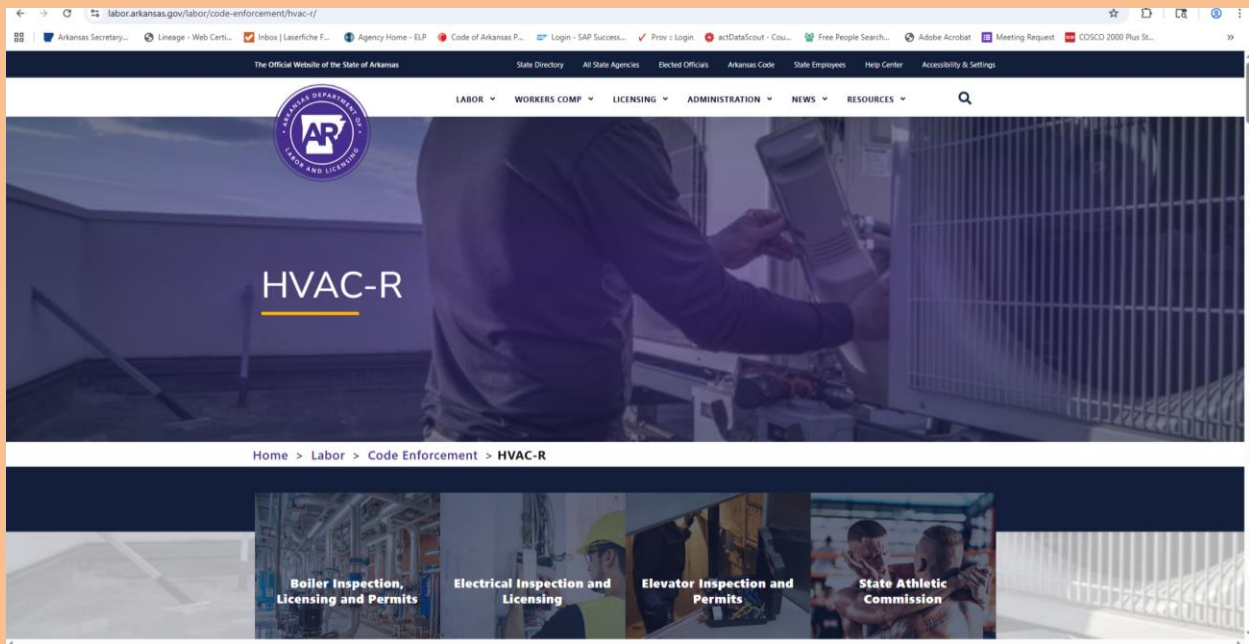 labor.arkansas.gov/labor/code-enforcement/hvac-r/
Arkansas Secretary... Lineage - Web Certi... Inbox | Laserfiche F... Agency Home - ELP Code of Arkansas P... Login - SAP Success... Prov :: Login actDataScout - Cou... Free People Search... Adobe Acrobat Meeting Request COSCO 2000 Plus St... »
The Official Website of the State of Arkansas State Directory All State Agencies Elected Officials Arkansas Code State Employees Help Center Accessibility & Settings
LABOR WORKERS COMP LICENSING ADMINISTRATION NEWS RESOURCES
ARKANSAS DEPARTMENT OF
AR
LABOR AND LICENSING
HVAC-R
Home > Labor > Code Enforcement > HVAC-R
Boiler Inspection, Licensing and Permits
Electrical Inspection and Licensing
Elevator Inspection and Permits
State Athletic Commission